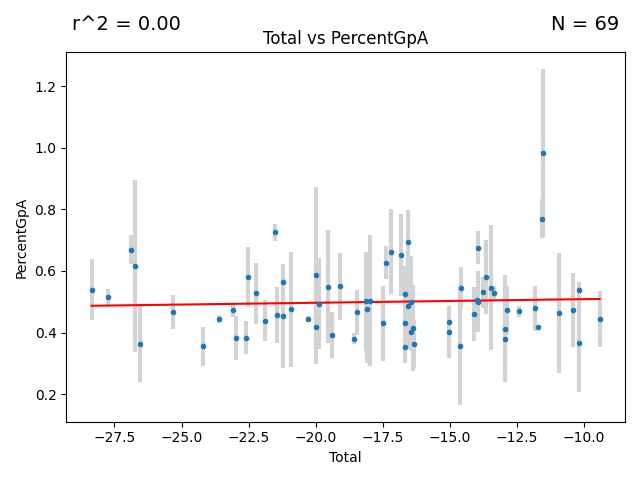 r^2 = 0.00
N = 69
Total vs PercentGpA
PercentGpA
1.2
1.0
0.8
0.6
0.4
0.2
−27.5 −25.0 −22.5 −20.0 −17.5 −15.0 −12.5 −10.0
Total